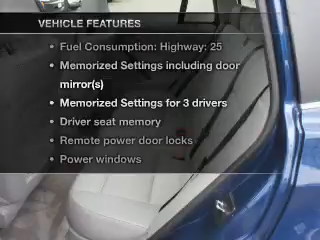 VEHICLE FEATURES
• Fuel Consumption: Highway: 25
• Memorized Settings including door
mirror(s)
• Memorized Settings for 3 drivers
• Driver seat memory
• Remote power door locks
• Power windows